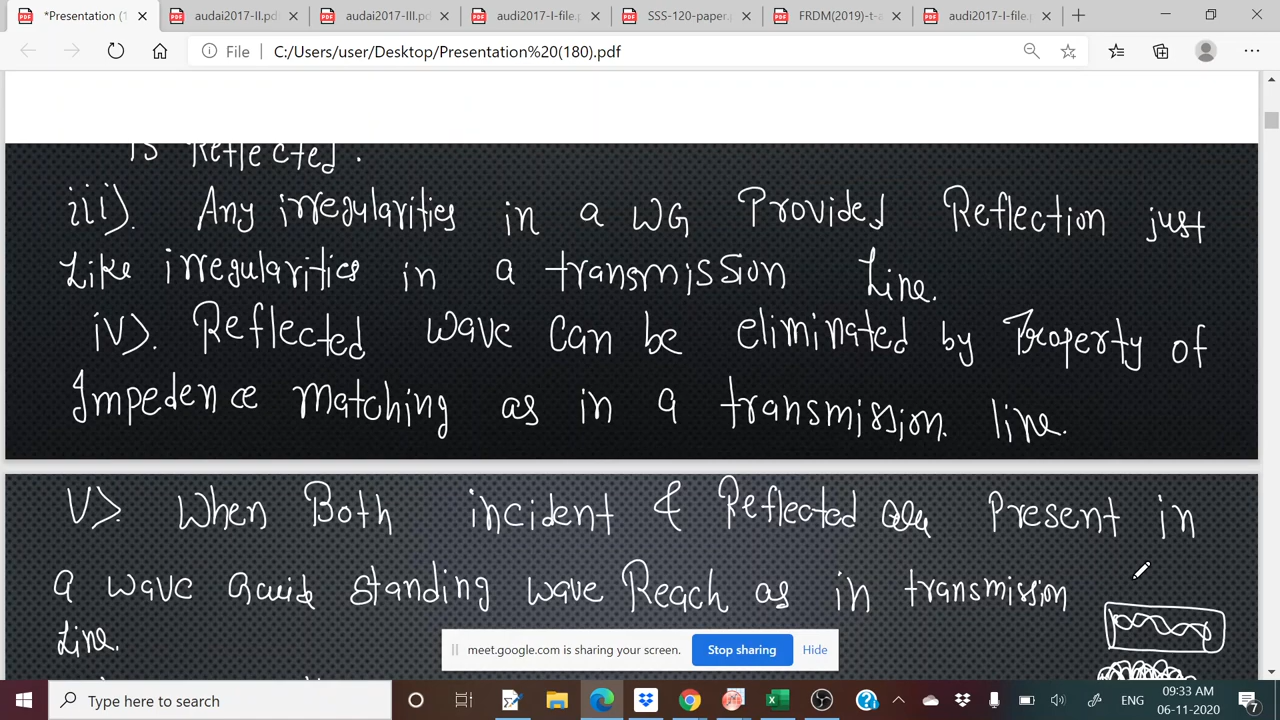 *Presentation (1
audai2017-II.pdf
audai2017-III.pdf
audi2017-I-file.p
SSS-120-paper.p
FRDM(2019)-t-a
audi2017-I-file.p
File
C:/Users/user/Desktop/Presentation%20(180).pdf
is Reflected.
iii). Any irregularities in a WG Provides Reflection just
Like irregularities in a transmission Line.
iv). Reflected wave can be eliminated by Property of
Impedence Matching as in a transmission line.
V). When Both incident & Reflected are Present in
a wave Guide standing wave Reach as in transmission
Line.
meet.google.com is sharing your screen.
Stop sharing
Hide
Type here to search
ENG
09:33 AM
06-11-2020
7